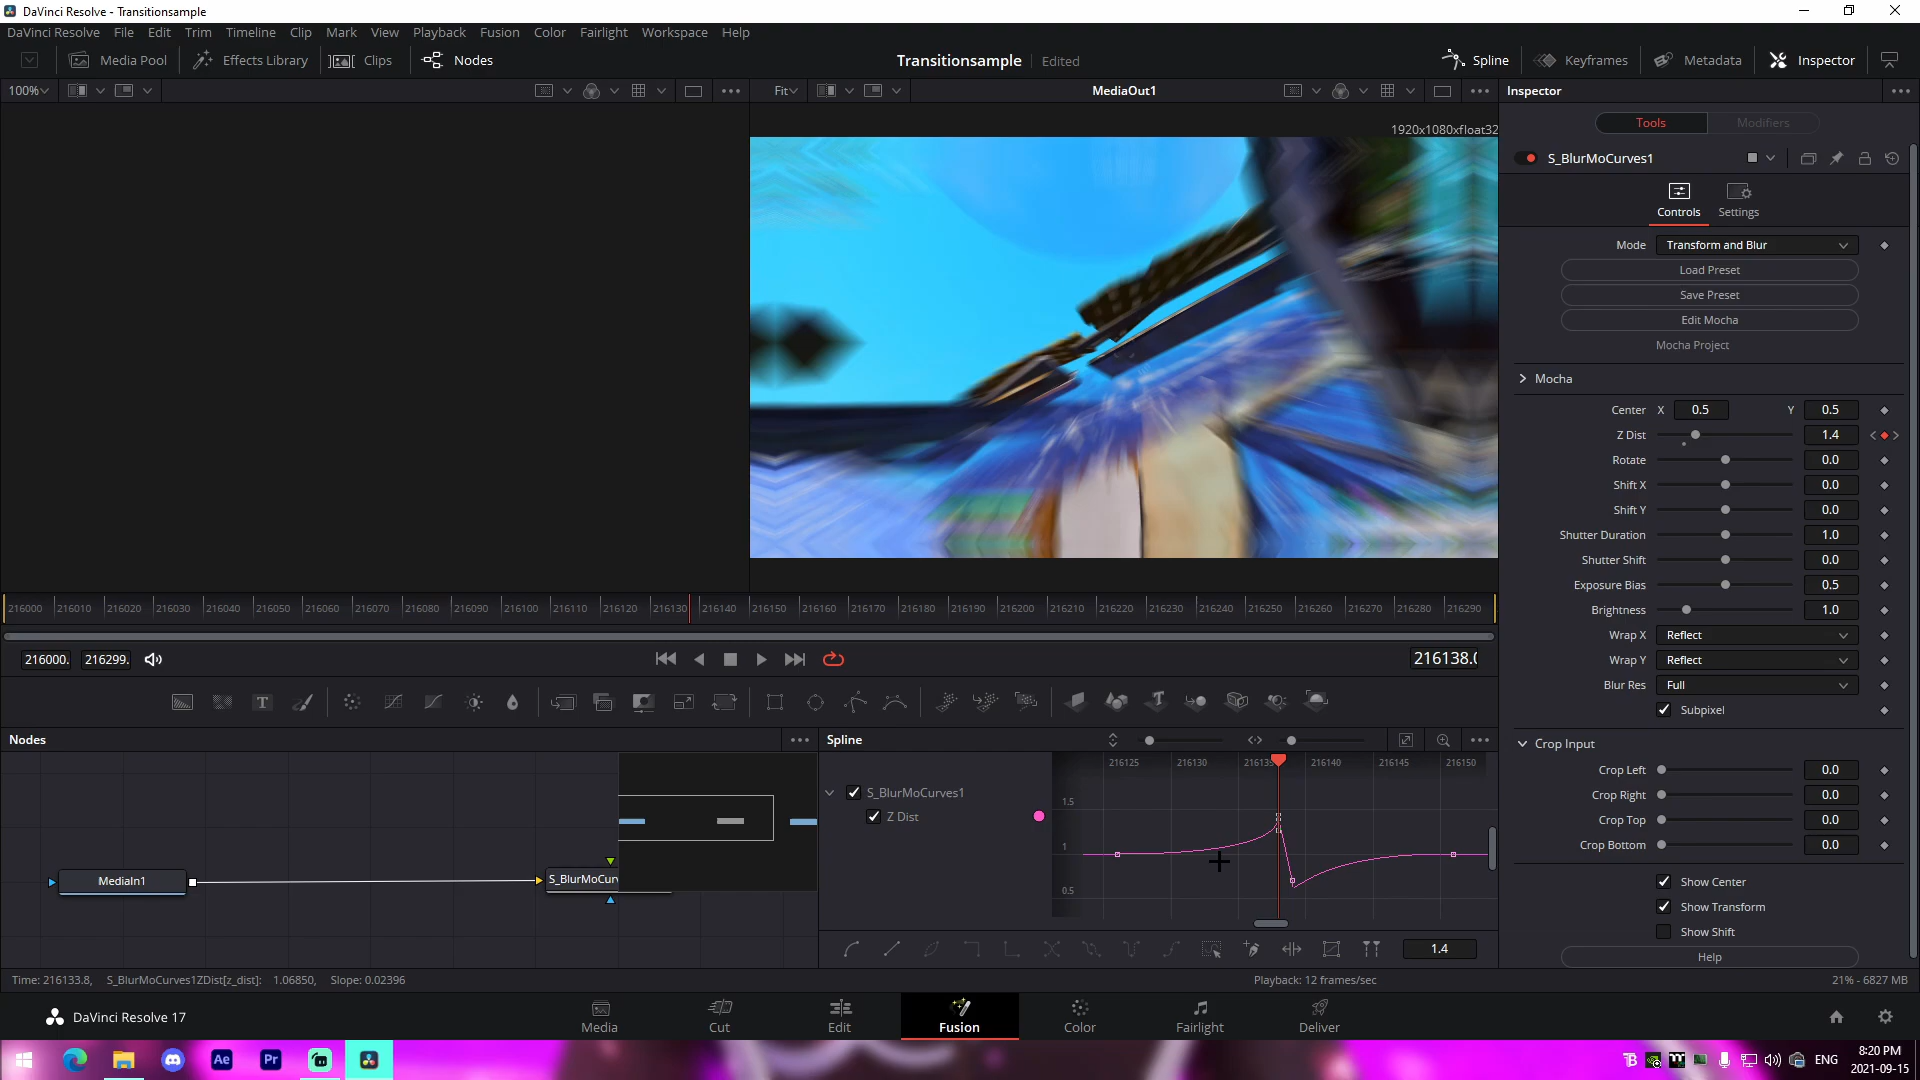 DaVinci Resolve - Transitionsample
DaVinci Resolve File Edit Trim Timeline Clip Mark View Playback Fusion Color Fairlight Workspace Help
Media Pool Effects Library Clips Nodes
Transitionsample Edited
Spline Keyframes Metadata Inspector
100% Fit MediaOut1 Inspector
1920x1080xfloat32
Tools Modifiers
S_BlurMoCurves1
Controls Settings
Mode Transform and Blur
Load Preset
Save Preset
Edit Mocha
Mocha Project
Mocha
Center X 0.5 Y 0.5
Z Dist 1.4
Rotate 0.0
Shift X 0.0
Shift Y 0.0
Shutter Duration 1.0
Shutter Shift 0.0
Exposure Bias 0.5
Brightness 1.0
Wrap X Reflect
Wrap Y Reflect
Blur Res Full
Subpixel
Crop Input
Crop Left 0.0
Crop Right 0.0
Crop Top 0.0
Crop Bottom 0.0
Show Center
Show Transform
Show Shift
Help
216000 216010 216020 216030 216040 216050 216060 216070 216080 216090 216100 216110 216120 216130 216140 216150 216160 216170 216180 216190 216200 216210 216220 216230 216240 216250 216260 216270 216280 216290
216000. 216299. 216138.0
T
Nodes
MediaIn1
S_BlurMoCurv
Spline
S_BlurMoCurves1
Z Dist
216125 216130 216135 216140 216145 216150
1.5
1
0.5
1.4
Time: 216133.8, S_BlurMoCurves1ZDist[z_dist]: 1.06850, Slope: 0.02396
Playback: 12 frames/sec
21% - 6827 MB
DaVinci Resolve 17
Media Cut Edit Fusion Color Fairlight Deliver
Ae Pr
ENG
8:20 PM
2021-09-15